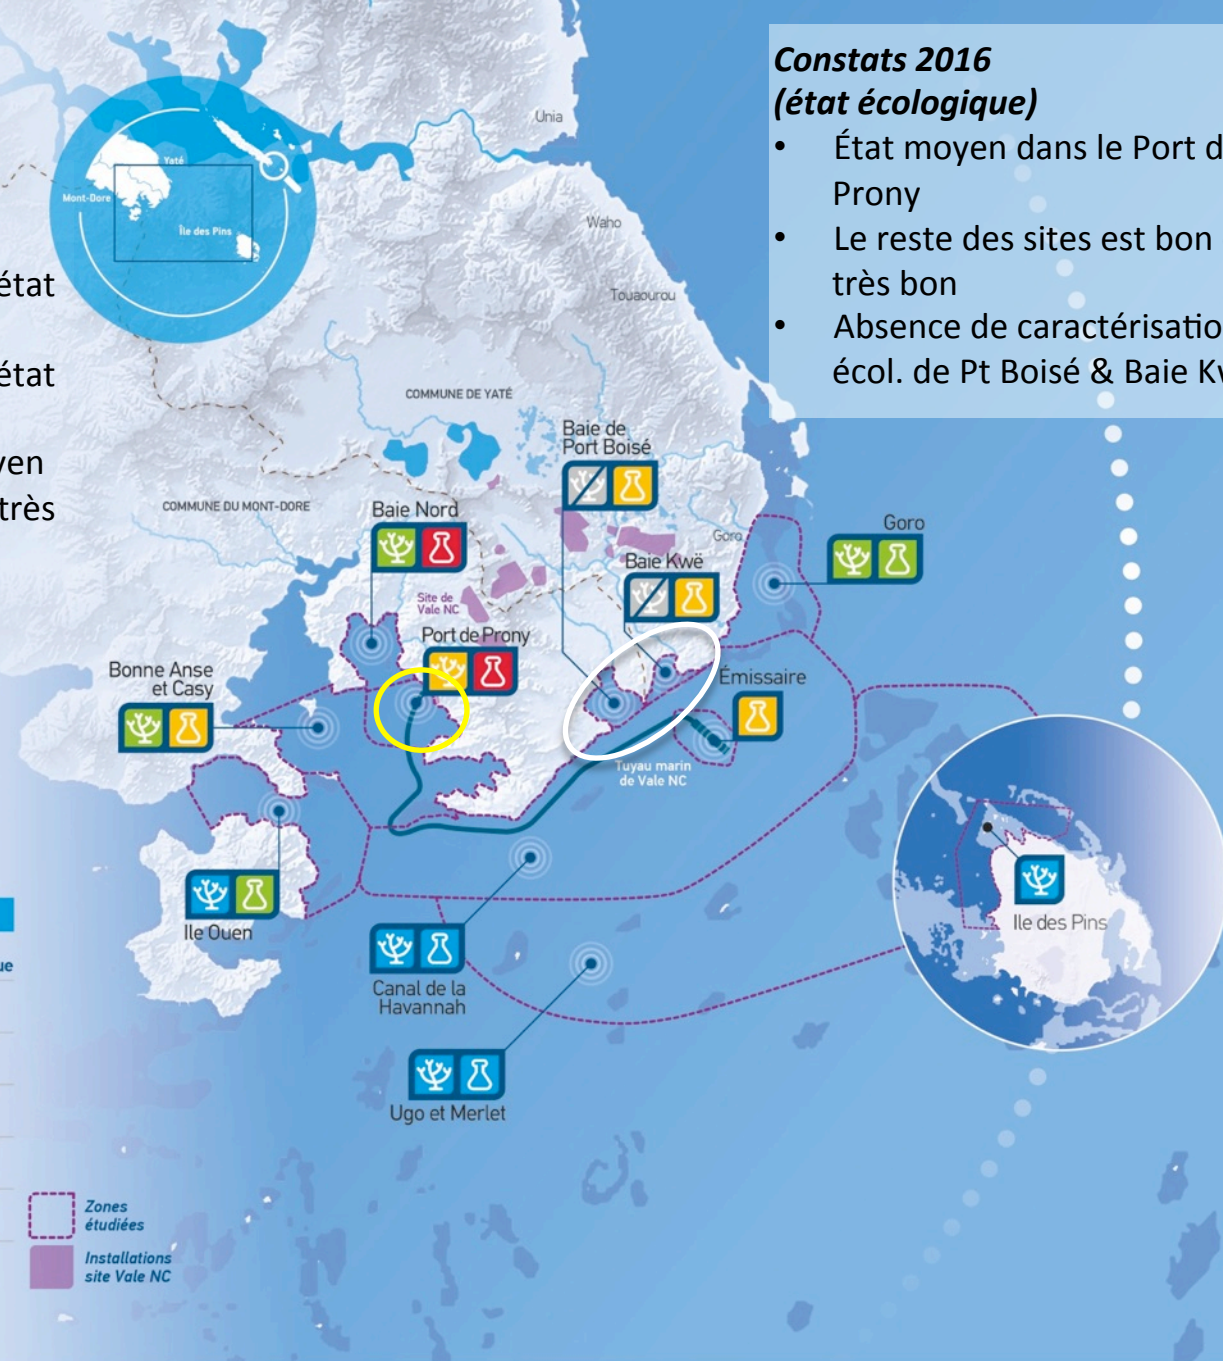 Constats 2016
(état écologique)
• État moyen dans le Port d
Prony
• Le reste des sites est bon
très bon
• Absence de caractérisatio
écol. de Pt Boisé & Baie Kw
Unia
Yaté
Mont-Dore
Île des Pins
Waho
Touaourou
état
état
yen
très
COMMUNE DE YATÉ
Baie de
Port Boisé
COMMUNE DU MONT-DORE
Baie Nord
Goro
Goro
Baie Kwë
Site de
Vale NC
Port de Prony
Bonne Anse
et Casy
Émissaire
Tuyau marin
de Vale NC
Ile Ouen
Ile des Pins
ue
Canal de la
Havannah
Ugo et Merlet
Zones
étudiées
Installations
site Vale NC